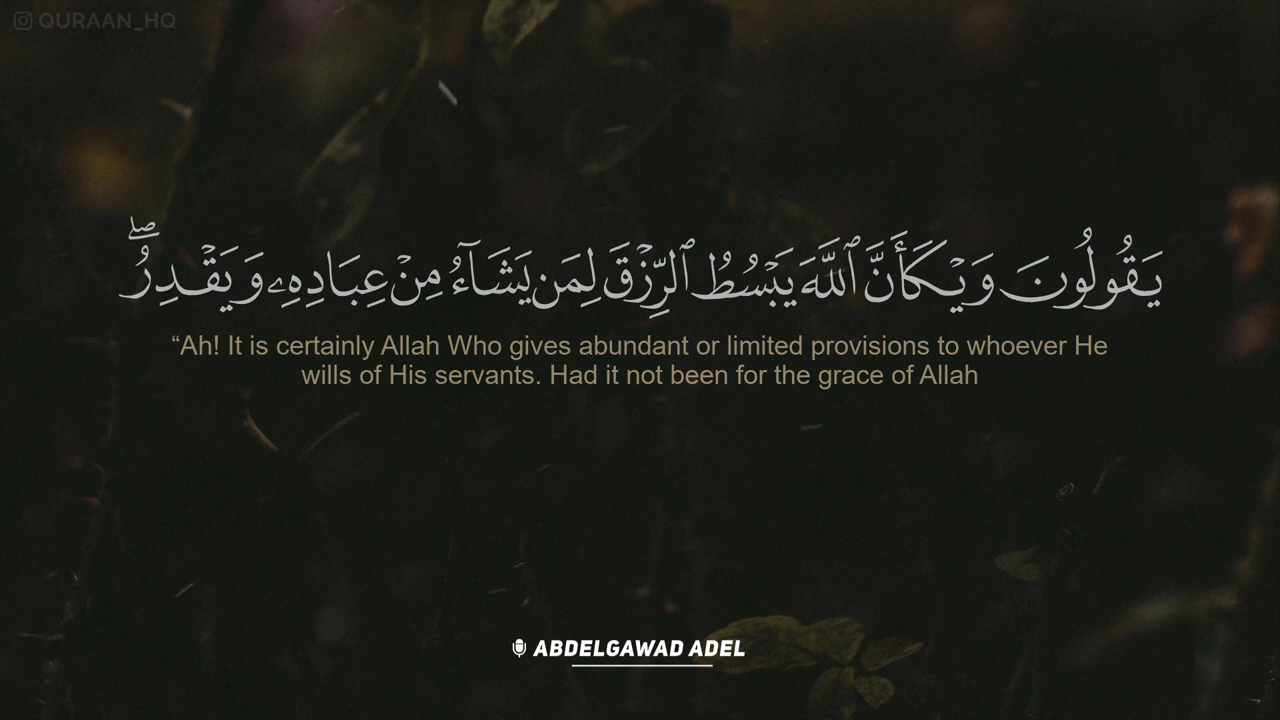 QURAAN_HQ
يَقُولُونَ وَيْكَأَنَّ ٱللَّهَ يَبْسُطُ ٱلرِّزْقَ لِمَن يَشَآءُ مِنْ عِبَادِهِۦ وَيَقْدِرُ ۖ
“Ah! It is certainly Allah Who gives abundant or limited provisions to whoever He
wills of His servants. Had it not been for the grace of Allah
ABDELGAWAD ADEL